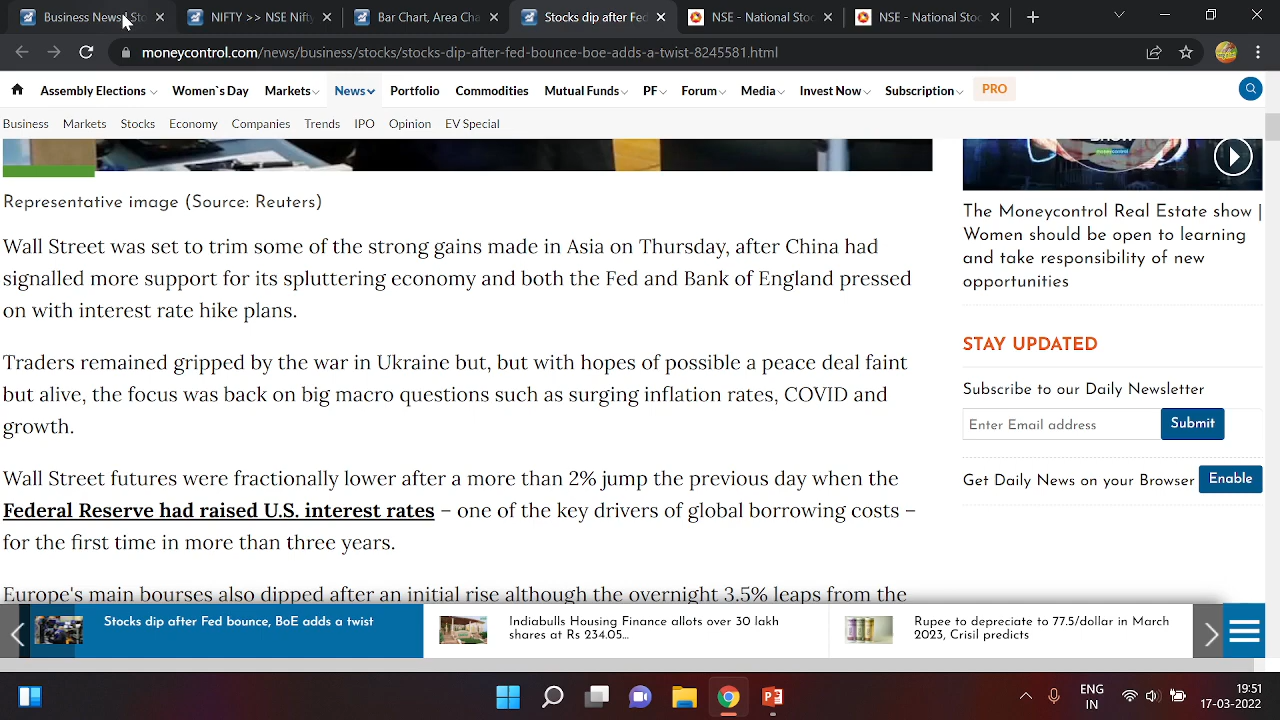 Business News, Sto
NIFTY >> NSE Nifty
Bar Chart, Area Cha
Stocks dip after Fed
NSE - National Stoc
NSE - National Stoc
moneycontrol.com/news/business/stocks/stocks-dip-after-fed-bounce-boe-adds-a-twist-8245581.html
Assembly Elections Women`s Day Markets News Portfolio Commodities Mutual Funds PF Forum Media Invest Now Subscription PRO
Business Markets Stocks Economy Companies Trends IPO Opinion EV Special
Representative image (Source: Reuters)
Wall Street was set to trim some of the strong gains made in Asia on Thursday, after China had
signalled more support for its spluttering economy and both the Fed and Bank of England pressed
on with interest rate hike plans.
Traders remained gripped by the war in Ukraine but, but with hopes of possible a peace deal faint
but alive, the focus was back on big macro questions such as surging inflation rates, COVID and
growth.
Wall Street futures were fractionally lower after a more than 2% jump the previous day when the
Federal Reserve had raised U.S. interest rates – one of the key drivers of global borrowing costs –
for the first time in more than three years.
Europe's main bourses also dipped after an initial rise although the overnight 3.5% leaps from the
The Moneycontrol Real Estate show |
Women should be open to learning
and take responsibility of new
opportunities
STAY UPDATED
Subscribe to our Daily Newsletter
Enter Email address Submit
Get Daily News on your Browser Enable
Stocks dip after Fed bounce, BoE adds a twist
Indiabulls Housing Finance allots over 30 lakh
shares at Rs 234.05...
Rupee to depreciate to 77.5/dollar in March
2023, Crisil predicts
ENG
IN
19:51
17-03-2022